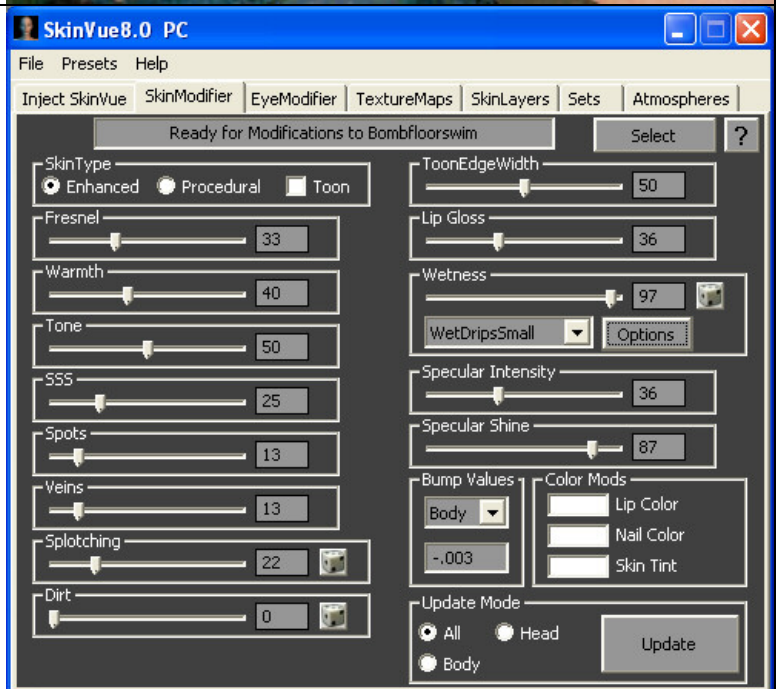 SkinVue8.0 PC
File Presets Help
Inject SkinVue SkinModifier EyeModifier TextureMaps SkinLayers Sets Atmospheres
Ready for Modifications to Bombfloorswim Select ?
SkinType
Enhanced Procedural Toon
Fresnel
33
Warmth
40
Tone
50
SSS
25
Spots
13
Veins
13
Splotching
22
Dirt
0
ToonEdgeWidth
50
Lip Gloss
36
Wetness
97
WetDripsSmall Options
Specular Intensity
36
Specular Shine
87
Bump Values
Body
-.003
Color Mods
Lip Color
Nail Color
Skin Tint
Update Mode
All Head
Body
Update